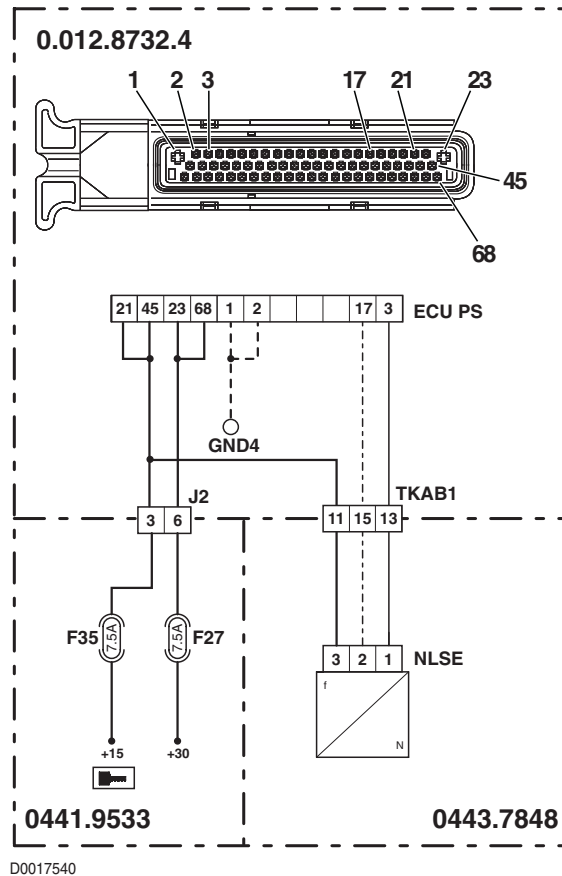 0.012.8732.4
1 2 3 17 21 23
45
68
21 45 23 68 1 2 17 3 ECU PS
GND4
J2 TKAB1
3 6 11 15 13
F35 7.5A 7.5A F27
3 2 1 NLSE
f
N
+15 +30
0441.9533 0443.7848
D0017540